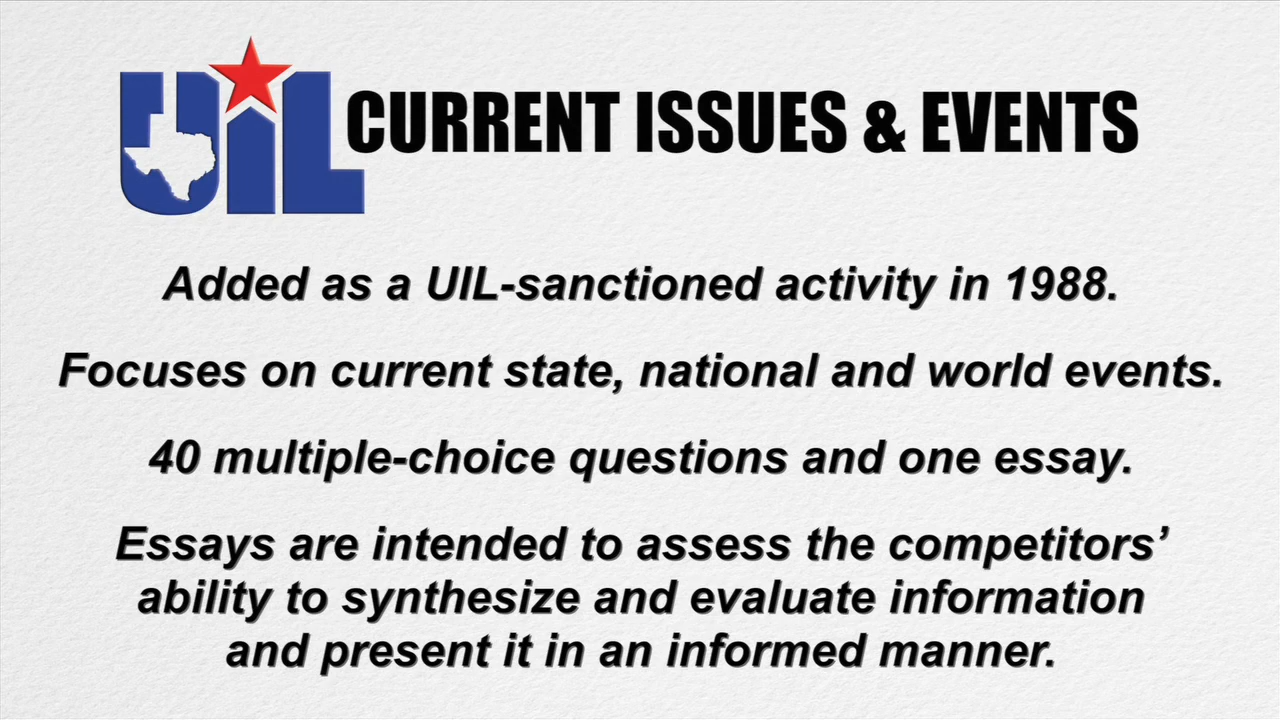 UIL CURRENT ISSUES & EVENTS
Added as a UIL-sanctioned activity in 1988.
Focuses on current state, national and world events.
40 multiple-choice questions and one essay.
Essays are intended to assess the competitors’
ability to synthesize and evaluate information
and present it in an informed manner.